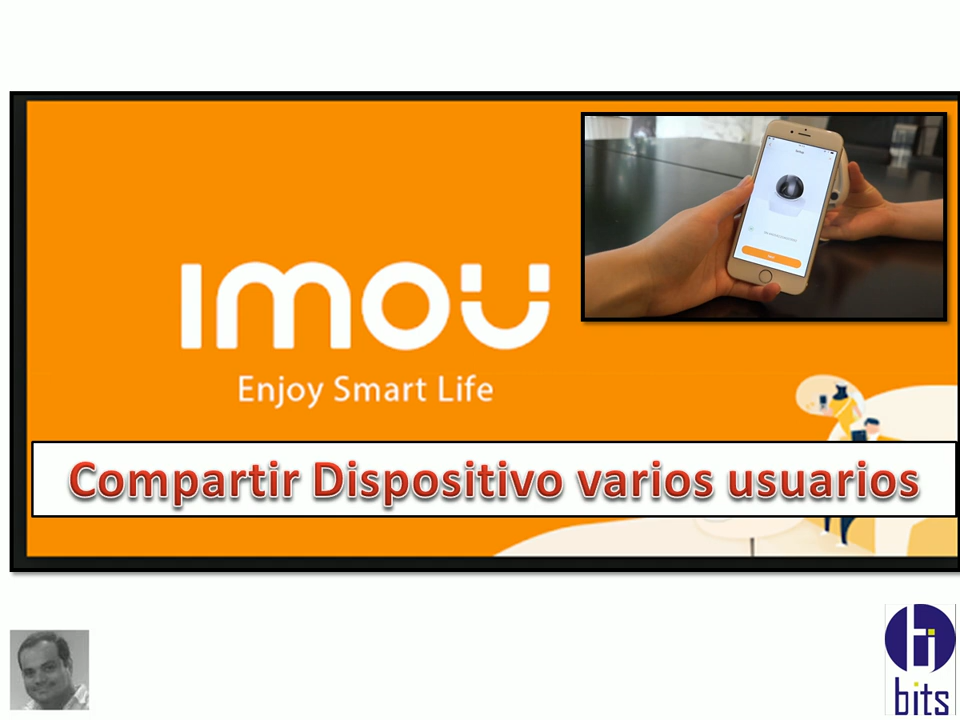 imou
Enjoy Smart Life
Compartir Dispositivo varios usuarios
bits